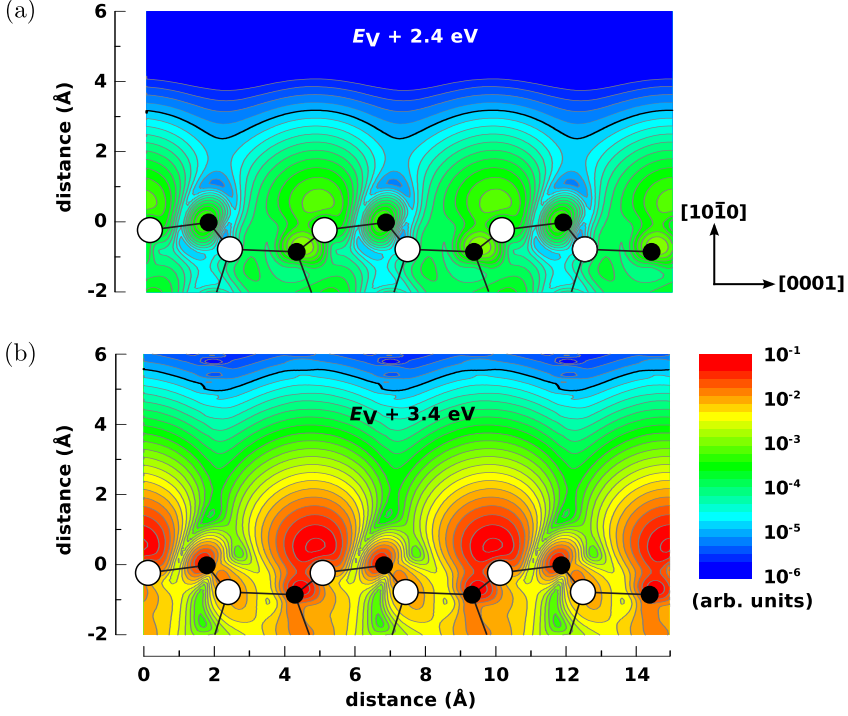 (a)
6
4
2
0
-2
distance (Å)
EV + 2.4 eV
[101̅0]
[0001]
(b)
6
4
2
0
-2
distance (Å)
EV + 3.4 eV
10-1
10-2
10-3
10-4
10-5
10-6
(arb. units)
0 2 4 6 8 10 12 14
distance (Å)